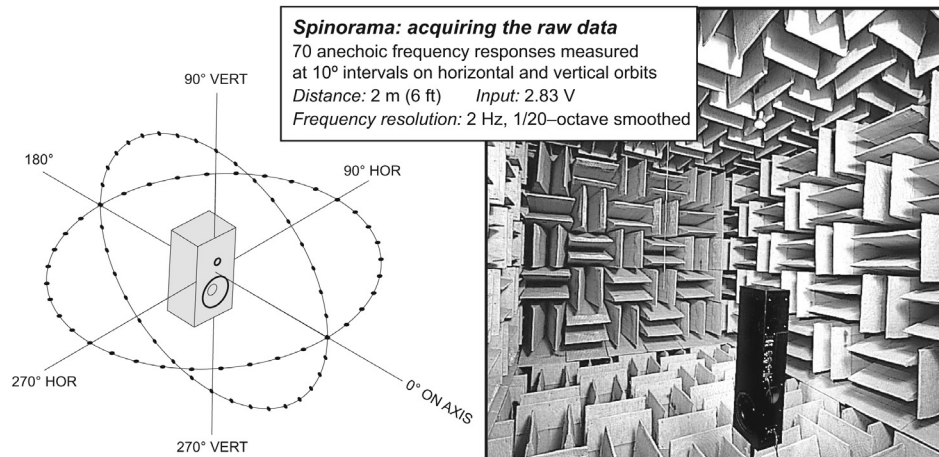 Spinorama: acquiring the raw data
70 anechoic frequency responses measured
at 10º intervals on horizontal and vertical orbits
Distance: 2 m (6 ft) Input: 2.83 V
Frequency resolution: 2 Hz, 1/20–octave smoothed
90° VERT
180°
90° HOR
270° HOR
0° ON AXIS
270° VERT